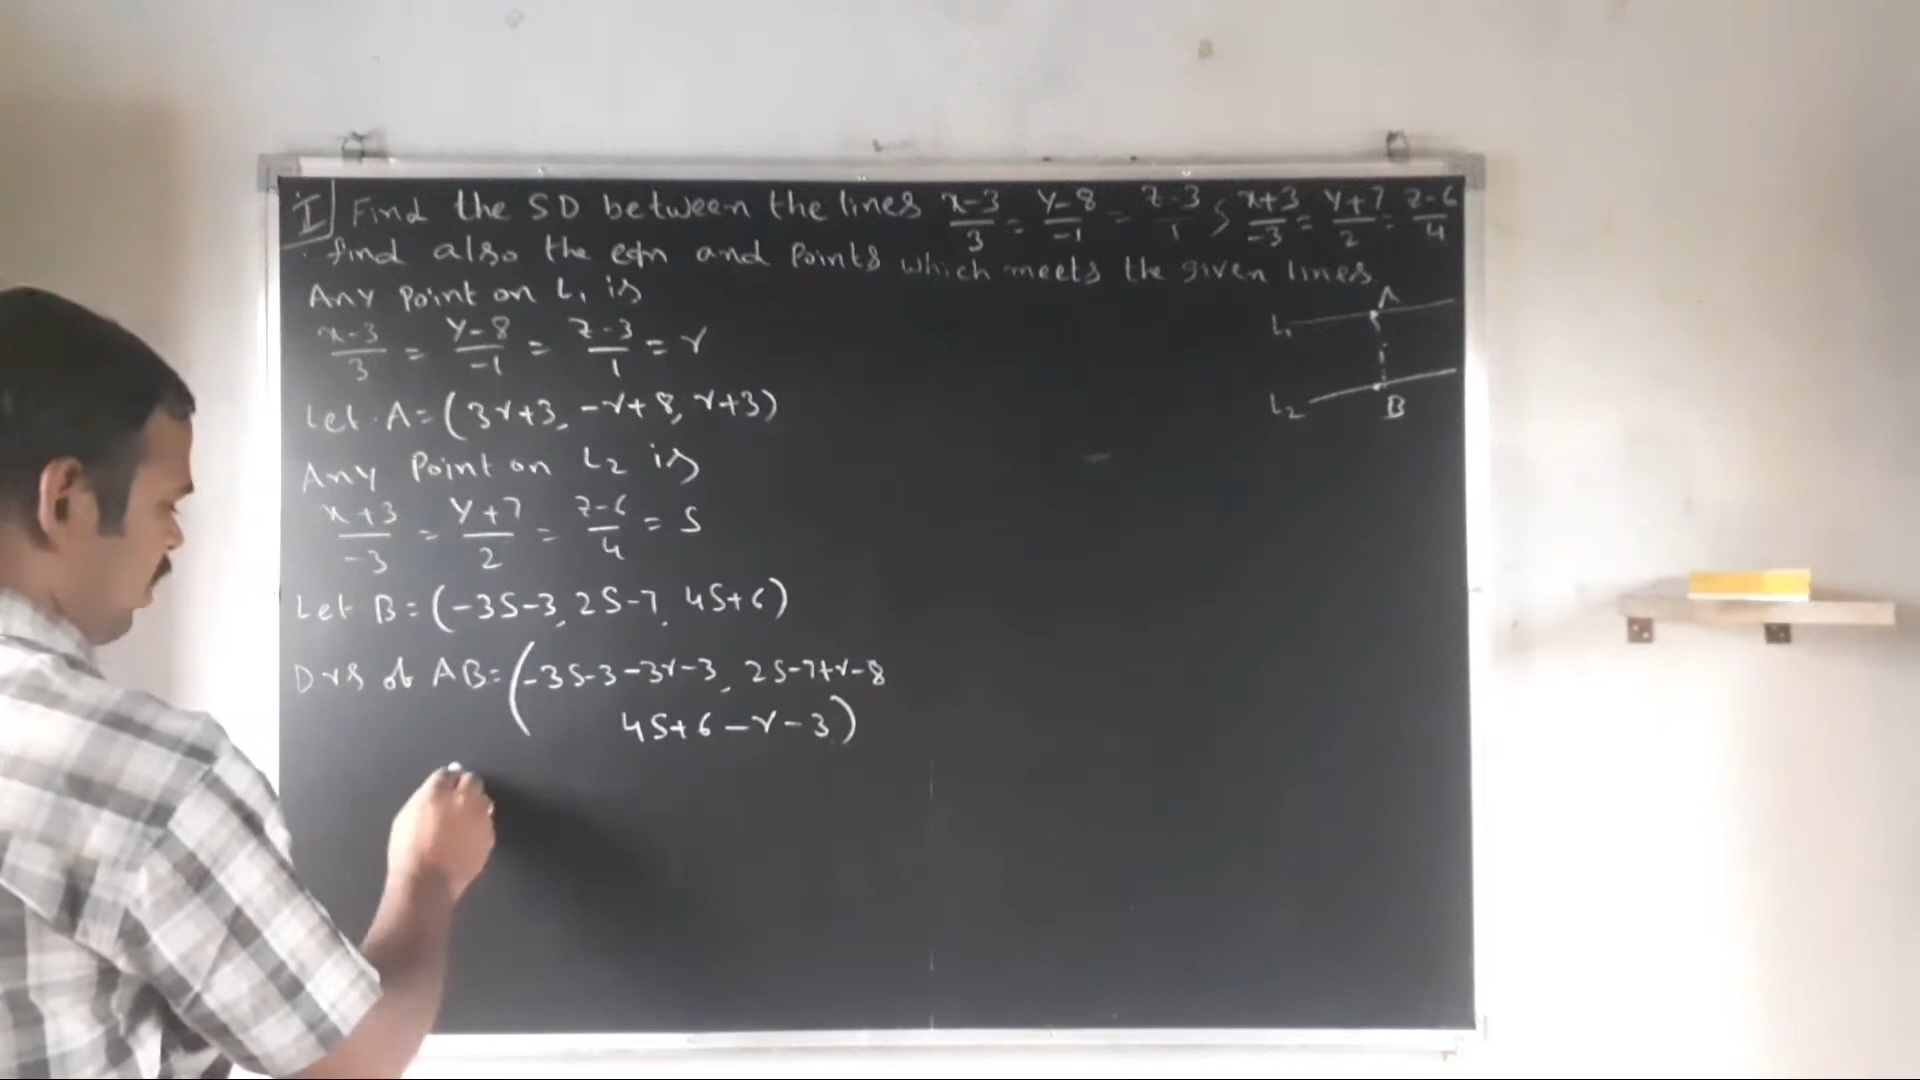 I Find the SD between the lines x-3/3 = y-8/-1 = z-3/1 ; x+3/-3 = y+7/2 = z-6/4
find also the eqn and points which meets the given lines
Any point on L₁ is
x-3/3 = y-8/-1 = z-3/1 = r
Let A=(3r+3, -r+8, r+3)
Any point on L₂ is
x+3/-3 = y+7/2 = z-6/4 = S
Let B=(-3S-3, 2S-7, 4S+6)
Drs of AB=(-3S-3-3r-3, 2S-7+r-8
4S+6-r-3)
A
L₁
L₂
B